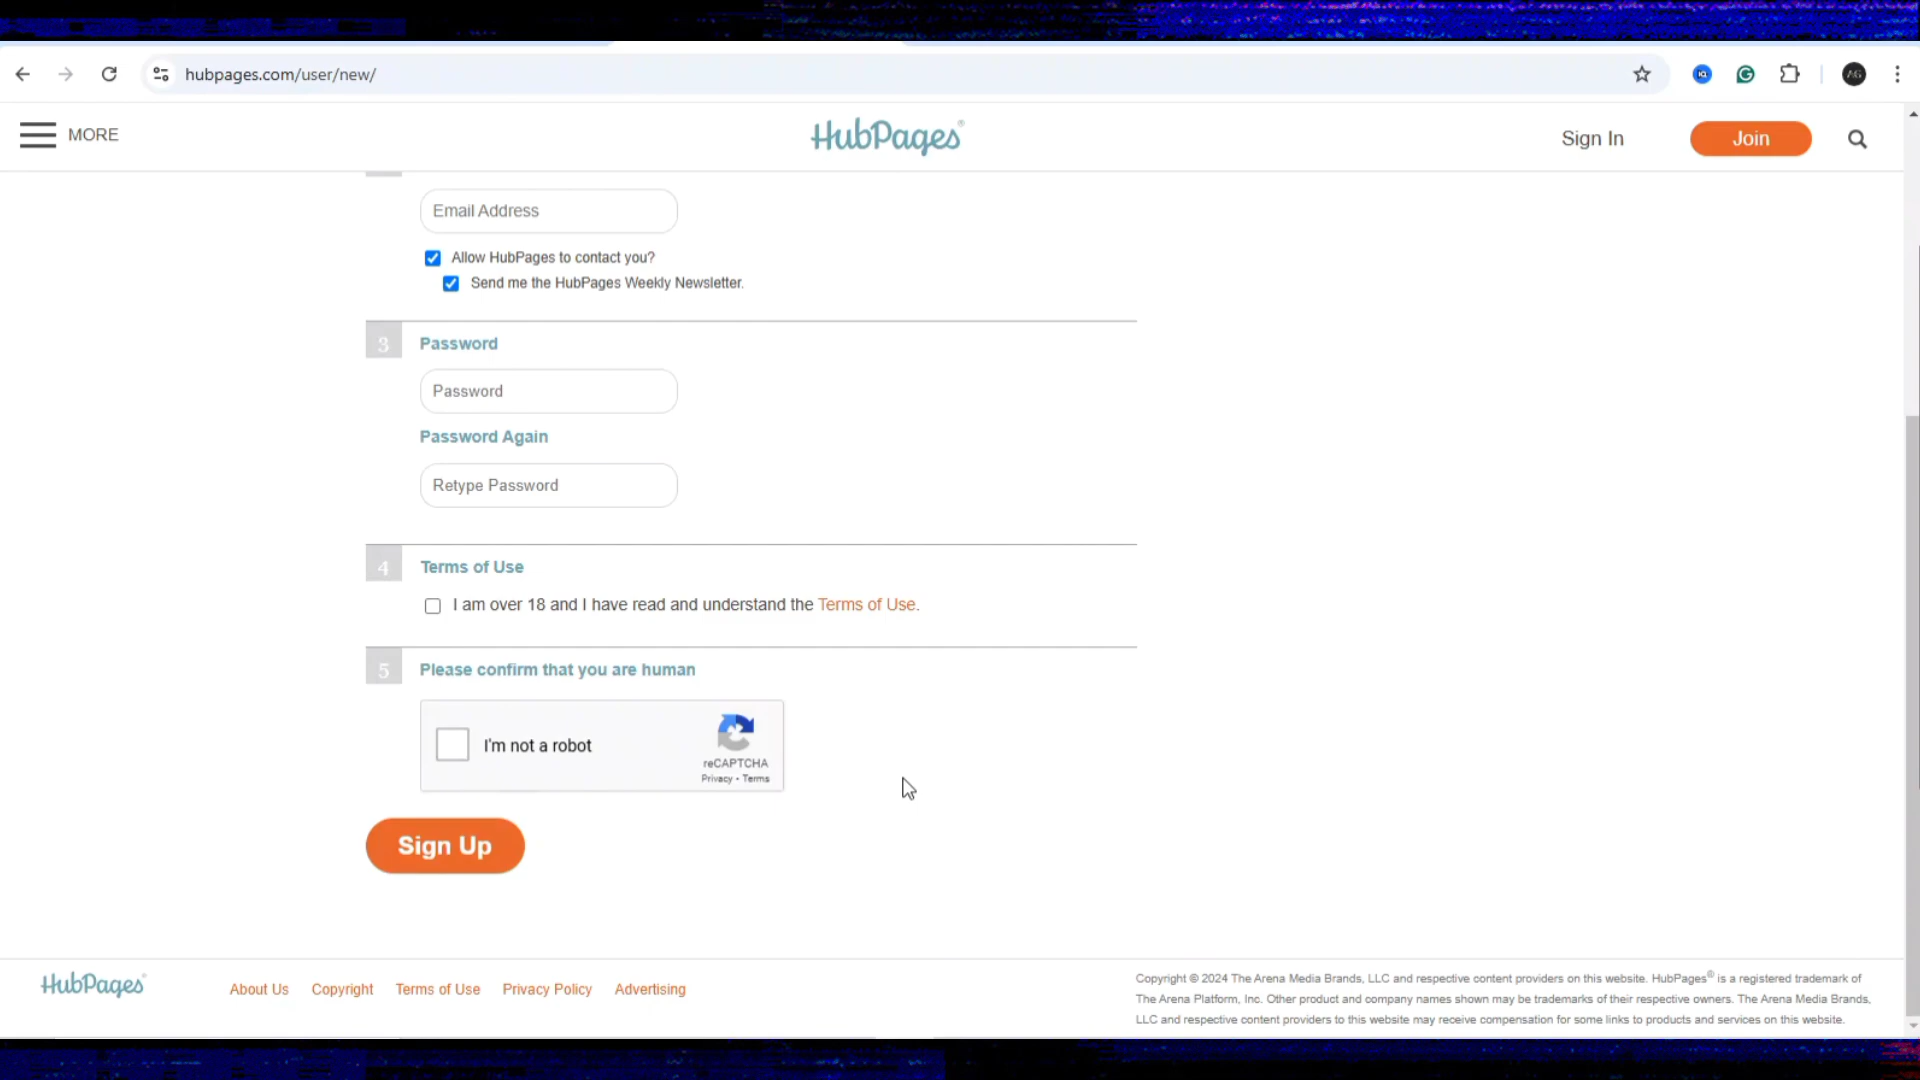 hubpages.com/user/new/
AG
MORE
HubPages®
Sign In
Join
Email Address
Allow HubPages to contact you?
Send me the HubPages Weekly Newsletter.
3
Password
Password
Password Again
Retype Password
4
Terms of Use
I am over 18 and I have read and understand the Terms of Use.
5
Please confirm that you are human
I'm not a robot
reCAPTCHA
Privacy - Terms
Sign Up
HubPages®
About Us
Copyright
Terms of Use
Privacy Policy
Advertising
Copyright © 2024 The Arena Media Brands, LLC and respective content providers on this website. HubPages® is a registered trademark of
The Arena Platform, Inc. Other product and company names shown may be trademarks of their respective owners. The Arena Media Brands,
LLC and respective content providers to this website may receive compensation for some links to products and services on this website.